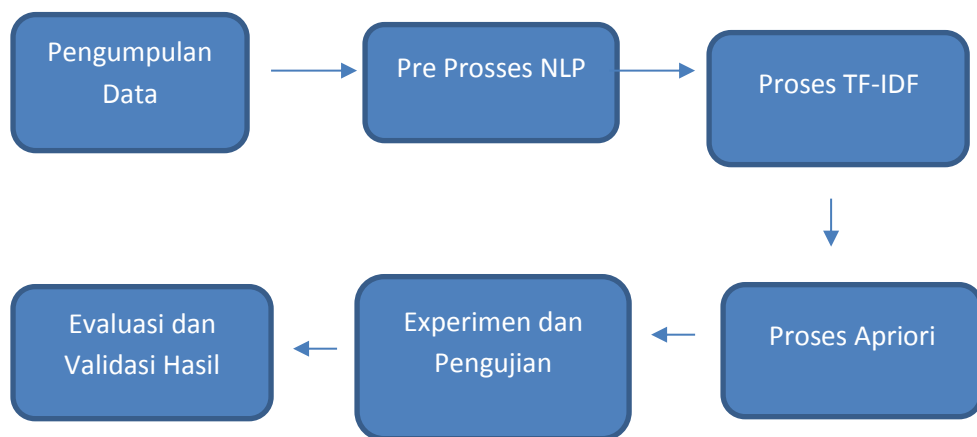 Pengumpulan
Data
Pre Prosses NLP
Proses TF-IDF
Proses Apriori
Experimen dan
Pengujian
Evaluasi dan
Validasi Hasil